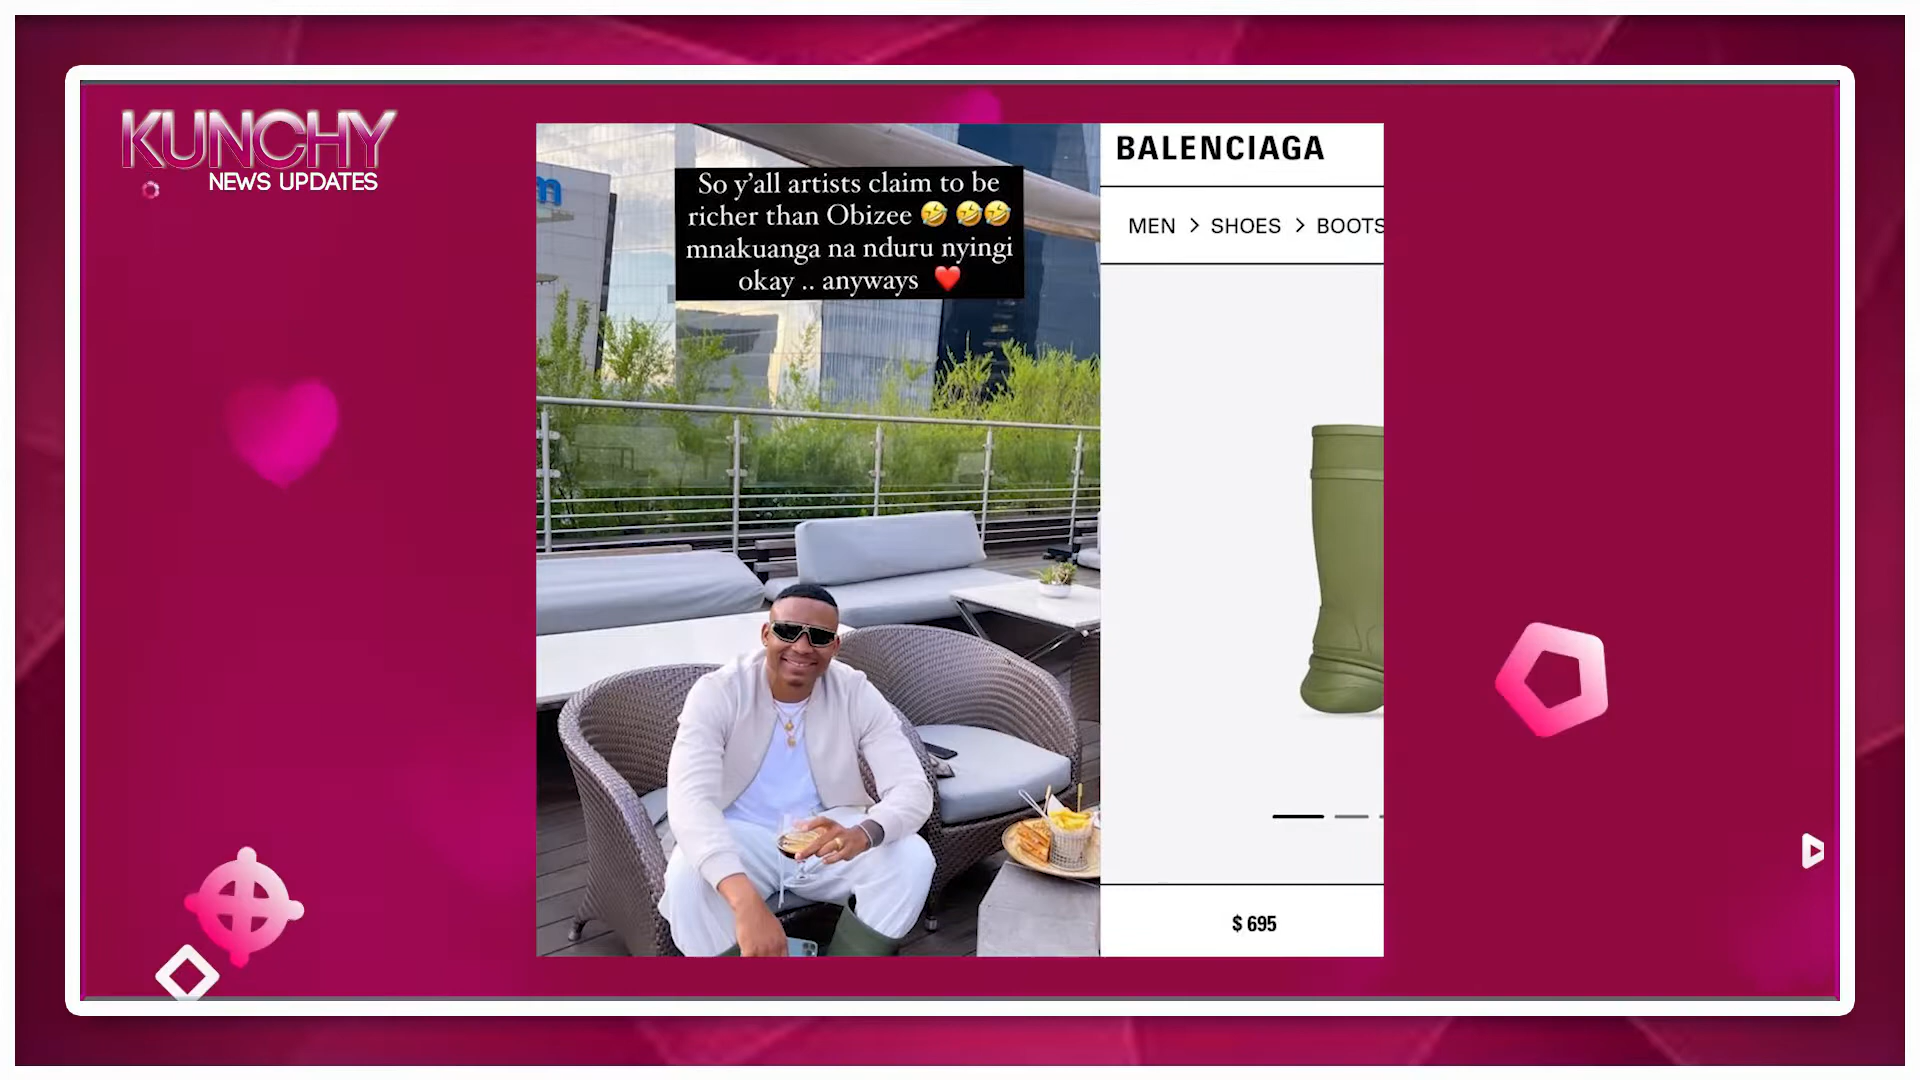 KUNCHY
NEWS UPDATES
So y'all artists claim to be
richer than Obizee 🤣 🤣🤣
mnakuanga na nduru nyingi
okay .. anyways ❤️
BALENCIAGA
MEN > SHOES > BOOTS
$ 695